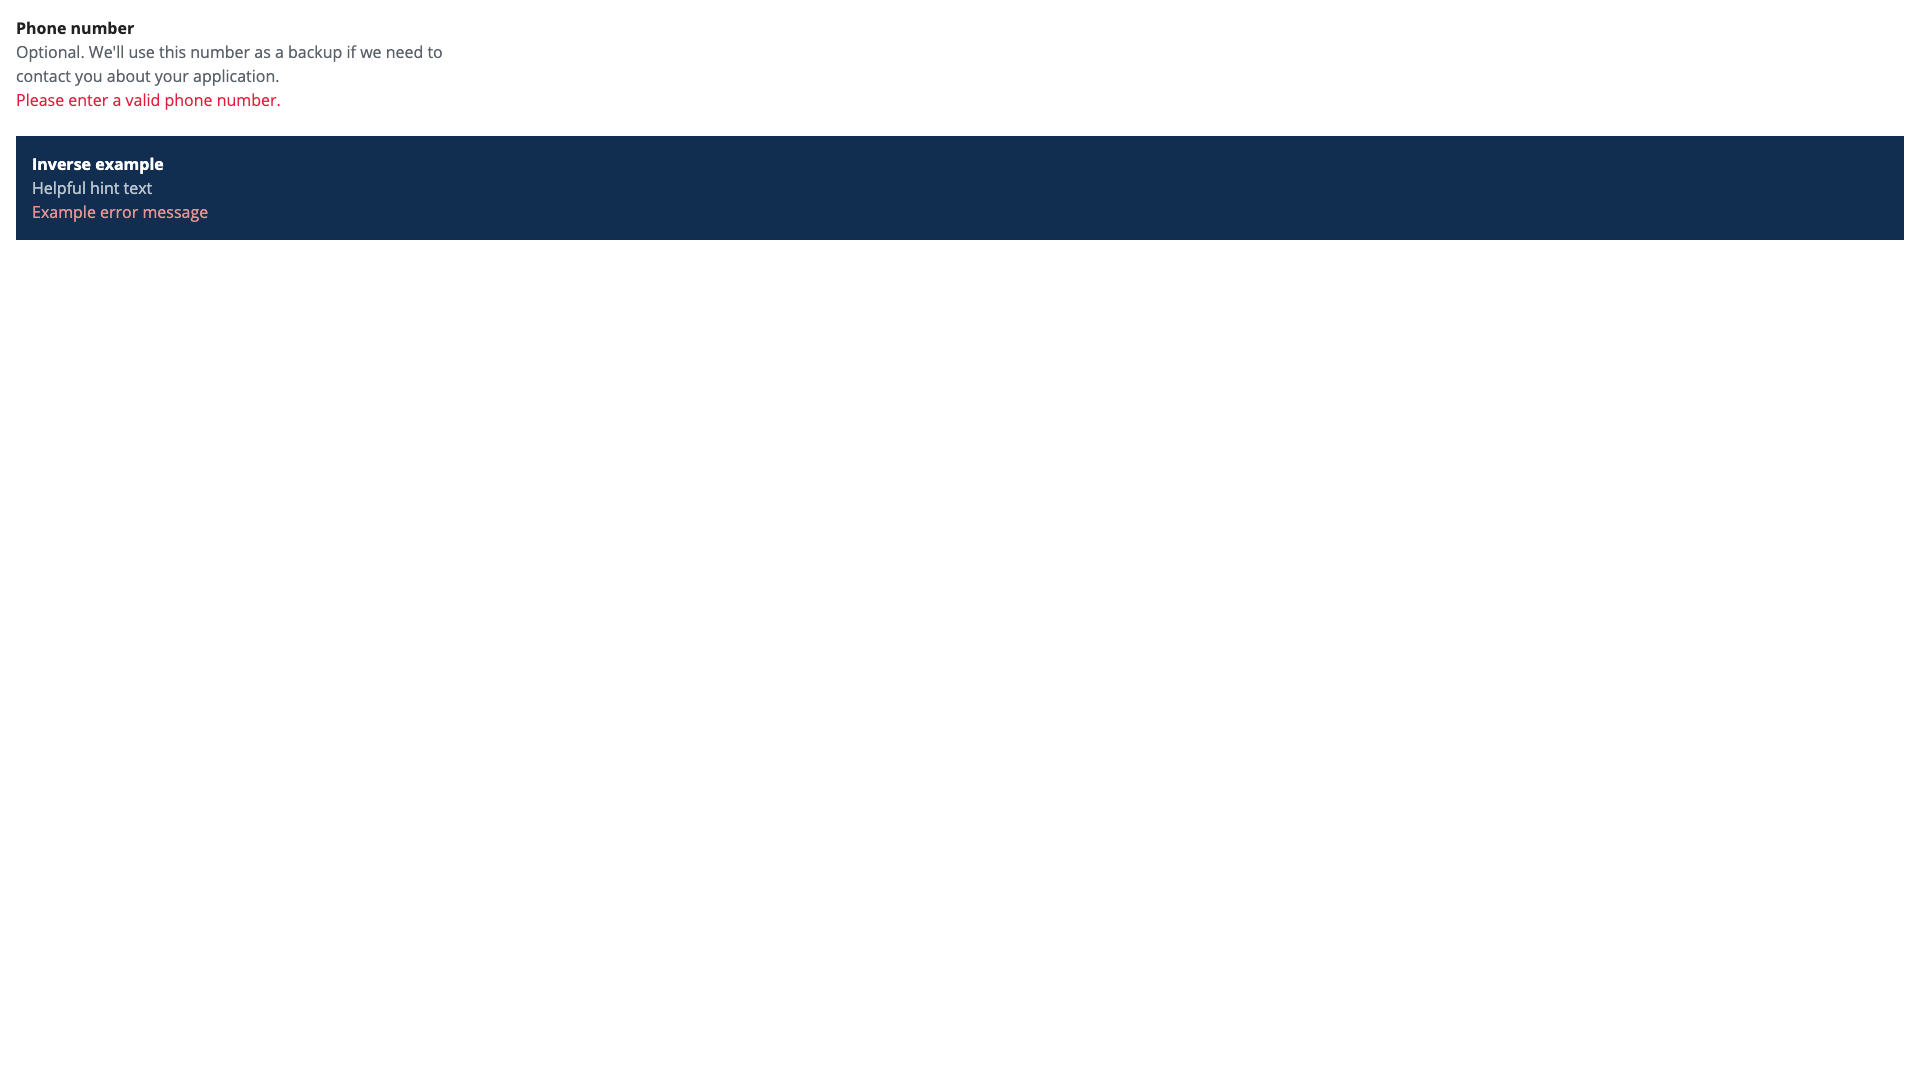 Phone number
Optional. We'll use this number as a backup if we need to
contact you about your application.
Please enter a valid phone number.
Inverse example
Helpful hint text
Example error message